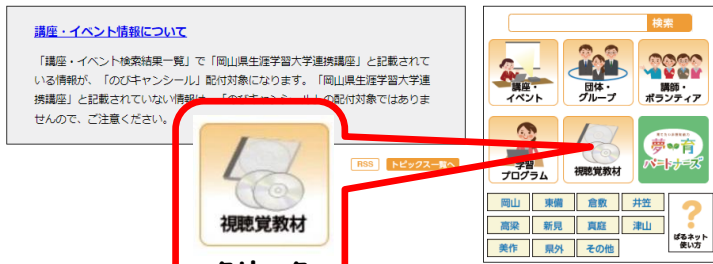 講座・イベント情報について
「講座・イベント検索結果一覧」で「岡山県生涯学習大学連携講座」と記載されて
いる情報が、「のびキャンシール」配付対象になります。「岡山県生涯学習大学連
携講座」と記載されていない情報は、「のびキャンシール」の配付対象ではありま
せんので、ご注意ください。
RSS
トピックス一覧へ
視聴覚教材
検索
講座・
イベント
団体・
グループ
講師・
ボランティア
学習
プログラム
視聴覚教材
夢育
パートナーズ
岡山
東備
倉敷
井笠
高梁
新見
真庭
津山
美作
県外
その他
ぱるネット
使い方